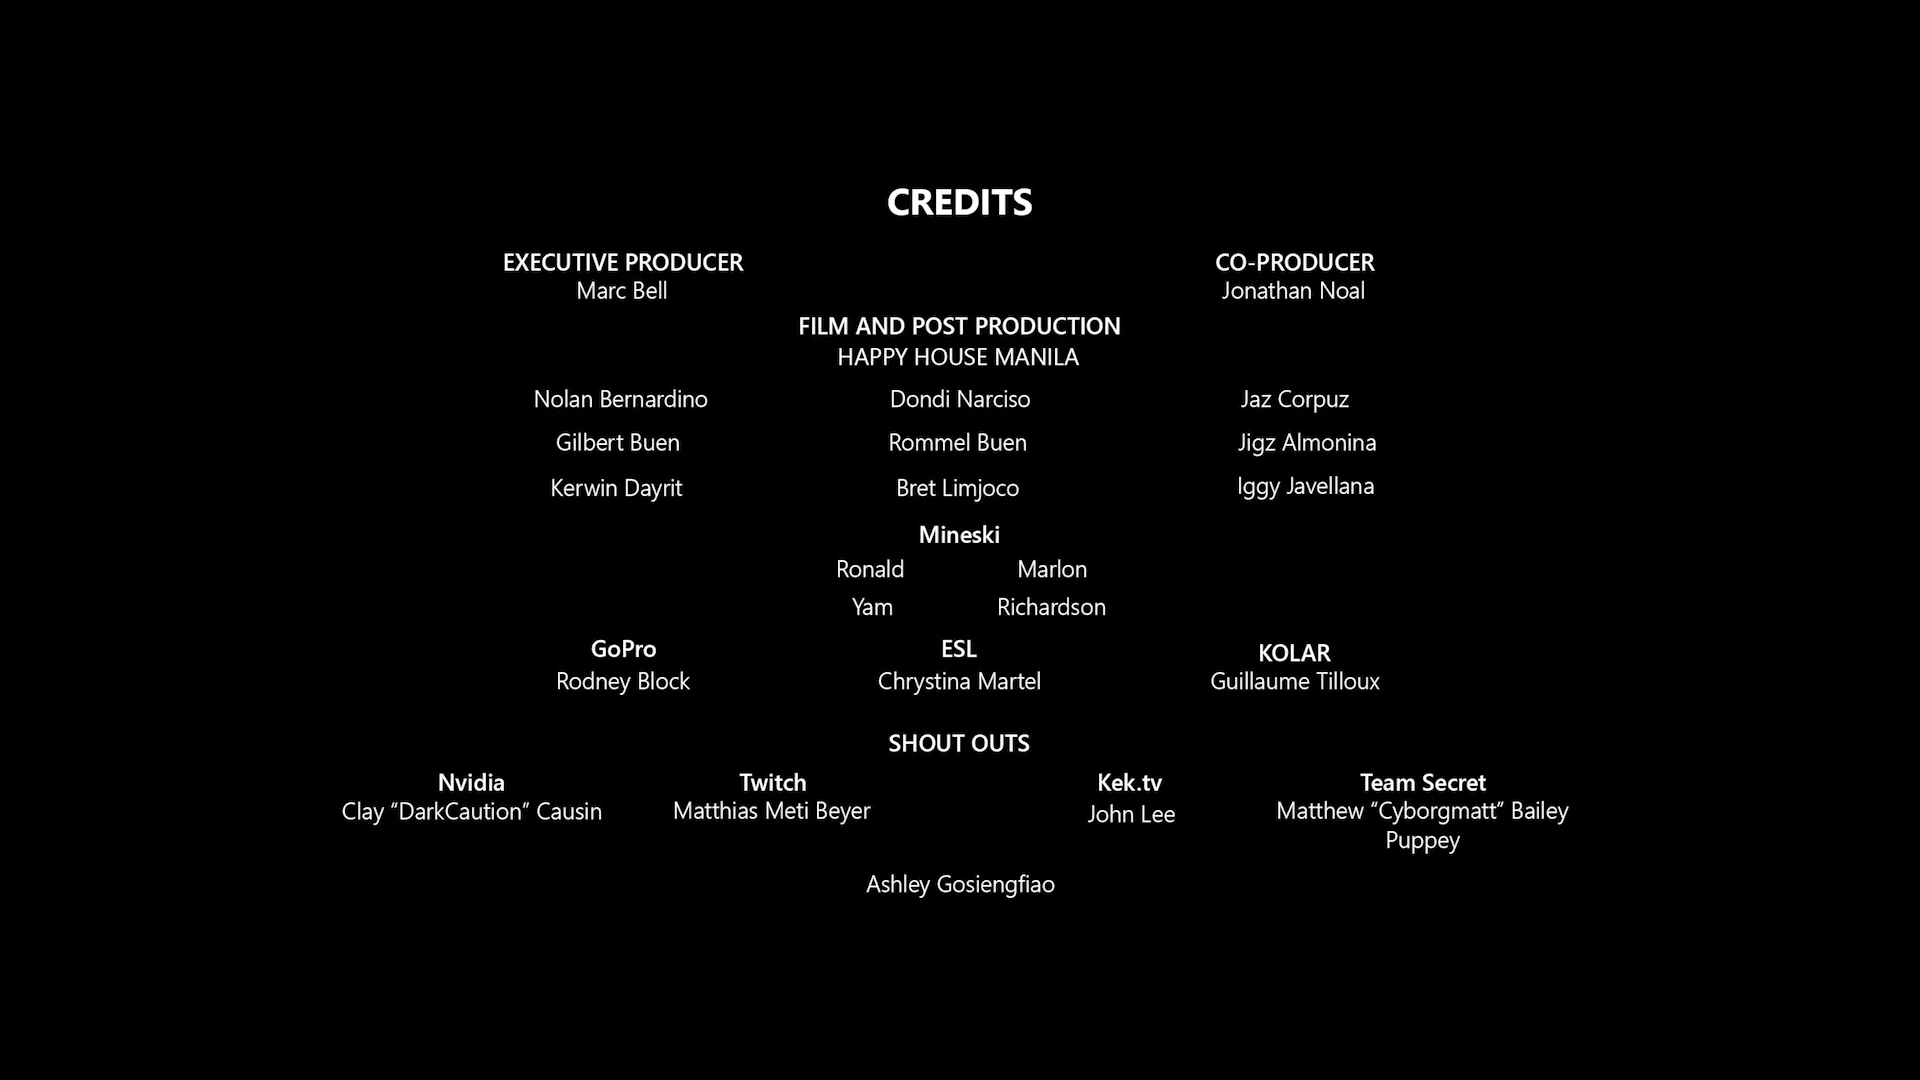 CREDITS
EXECUTIVE PRODUCER CO-PRODUCER
Marc Bell Jonathan Noal
FILM AND POST PRODUCTION
HAPPY HOUSE MANILA
Nolan Bernardino Dondi Narciso Jaz Corpuz
Gilbert Buen Rommel Buen Jigz Almonina
Kerwin Dayrit Bret Limjoco Iggy Javellana
Mineski
Ronald Marlon
Yam Richardson
GoPro ESL KOLAR
Rodney Block Chrystina Martel Guillaume Tilloux
SHOUT OUTS
Nvidia Twitch Kek.tv Team Secret
Clay “DarkCaution” Causin Matthias Meti Beyer John Lee Matthew “Cyborgmatt” Bailey
Puppey
Ashley Gosiengfiao